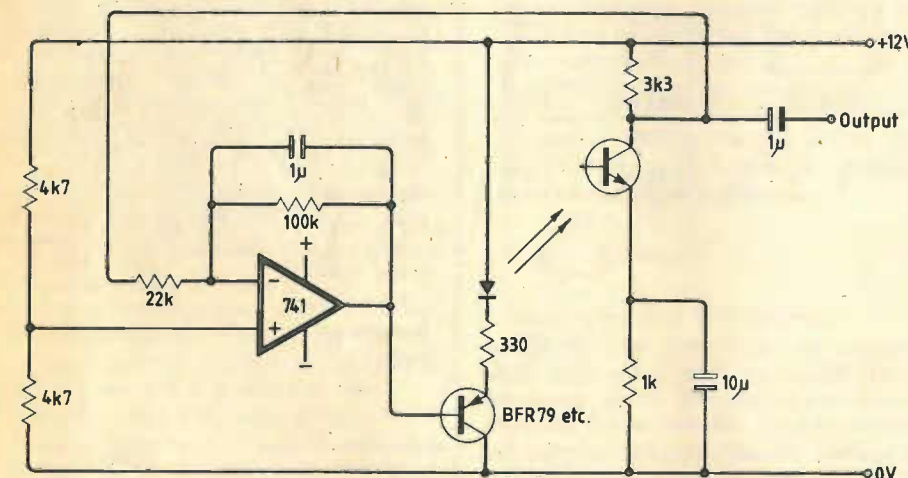 +12V
3k3
1µ
Output
1µ
4k7
100k
+
-
22k
741
+
-
330
4k7
1k
10µ
BFR79 etc.
0V